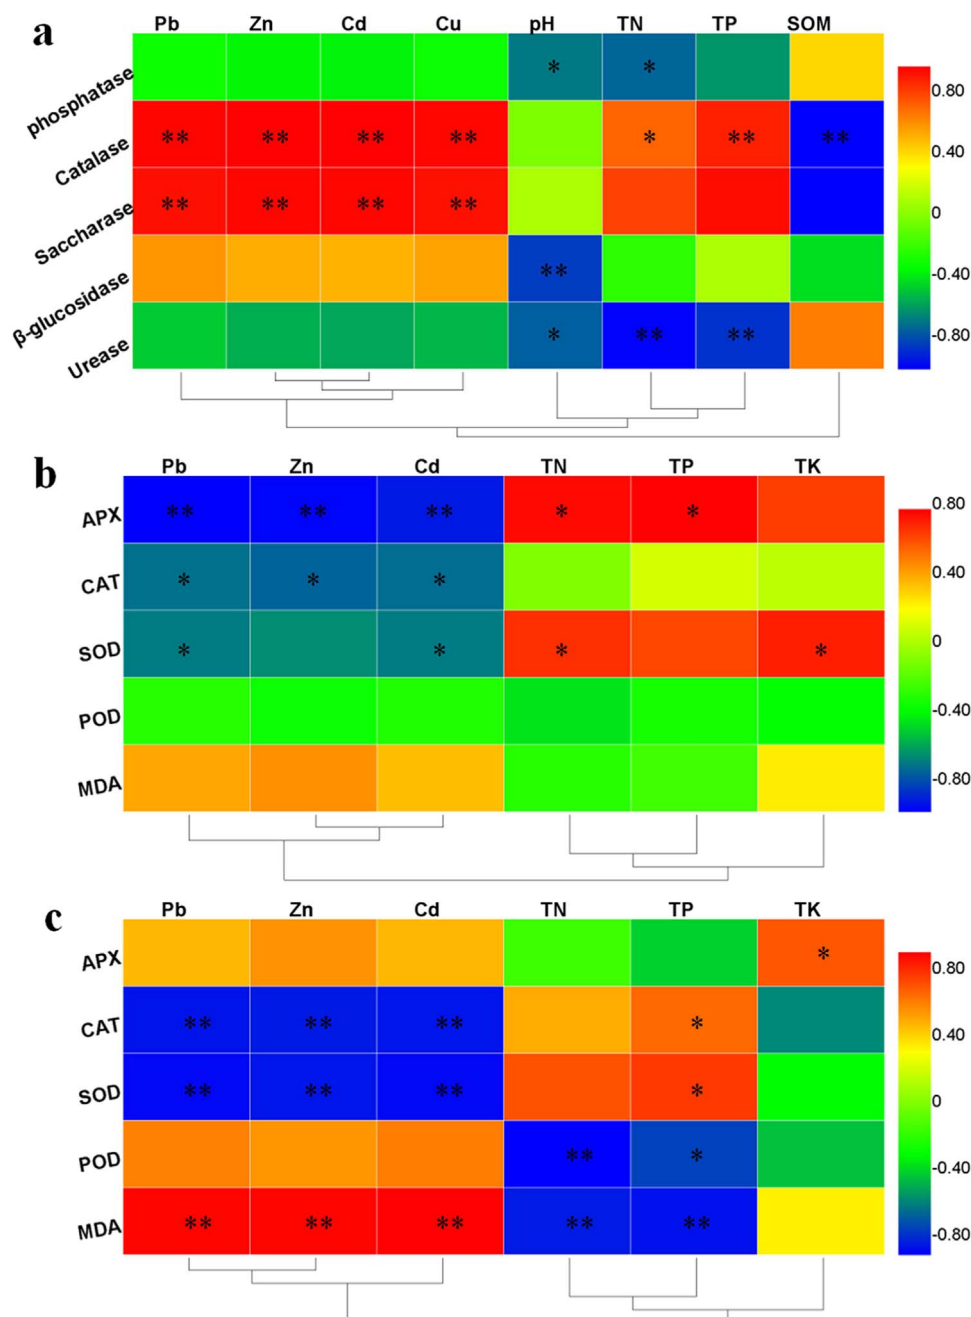 a
Pb Zn Cd Cu pH TN TP SOM
phosphatase * *
Catalase ** ** ** ** * ** **
Saccharase ** ** ** **
β-glucosidase **
Urease * ** **
0.80
0.40
0
-0.40
-0.80
b
Pb Zn Cd TN TP TK
APX ** ** ** * *
CAT * * *
SOD * * * *
POD
MDA
0.80
0.40
0
-0.40
-0.80
c
Pb Zn Cd TN TP TK
APX *
CAT ** ** ** *
SOD ** ** ** *
POD ** *
MDA ** ** ** ** **
0.80
0.40
0
-0.40
-0.80